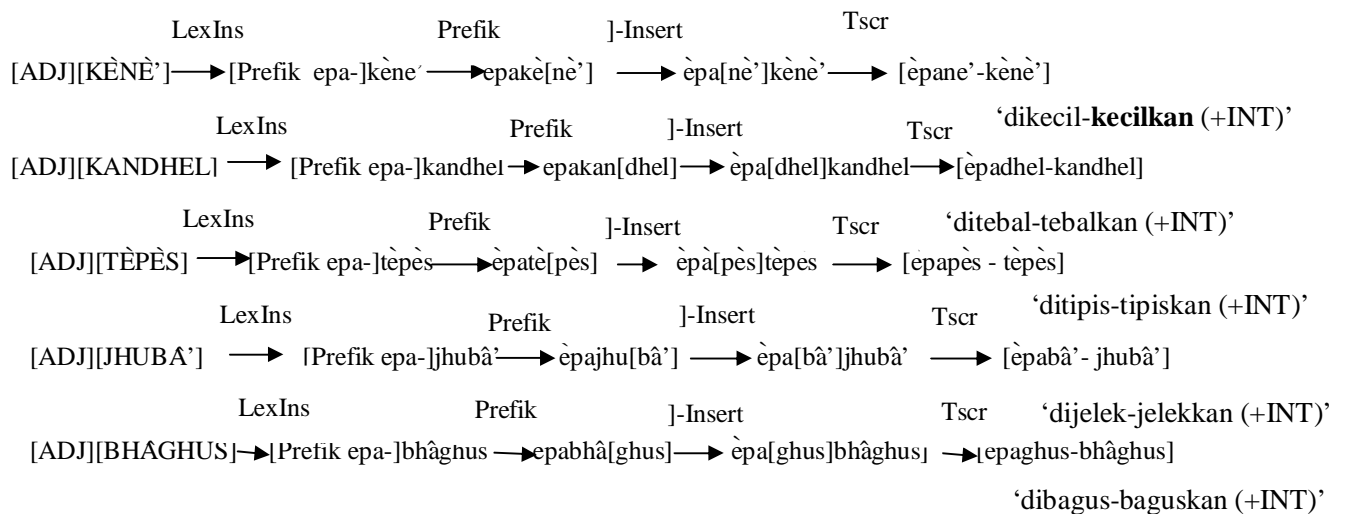 LexIns Prefik ]-Insert Tscr
[ADJ][KÈNÈ’] [Prefik epa-]kène’ epakè[nè’] èpa[nè’]kènè’ [èpane’-kènè’]
‘dikecil-kecilkan (+INT)’
LexIns Prefik ]-Insert Tscr
[ADJ][KANDHEL] [Prefik epa-]kandhel epakan[dhel] èpa[dhel]kandhel [èpadhel-kandhel]
LexIns Prefik ]-Insert Tscr ‘ditebal-tebalkan (+INT)’
[ADJ][TÈPÈS] [Prefik epa-]tèpès èpatè[pès] èpà[pès]tèpes [epapès - tèpès]
‘ditipis-tipiskan (+INT)’
LexIns Prefik ]-Insert Tscr
[ADJ][JHUBÂ’] [Prefik epa-]jhubâ’ èpajhu[bâ’] èpa[bâ’]jhubâ’ [èpabâ’- jhubâ’]
LexIns Prefik ]-Insert Tscr ‘dijelek-jelekkan (+INT)’
[ADJ][BHÂGHUS] [Prefik epa-]bhâghus epabhâ[ghus] èpa[ghus]bhâghus] [epaghus-bhâghus]
‘dibagus-baguskan (+INT)’